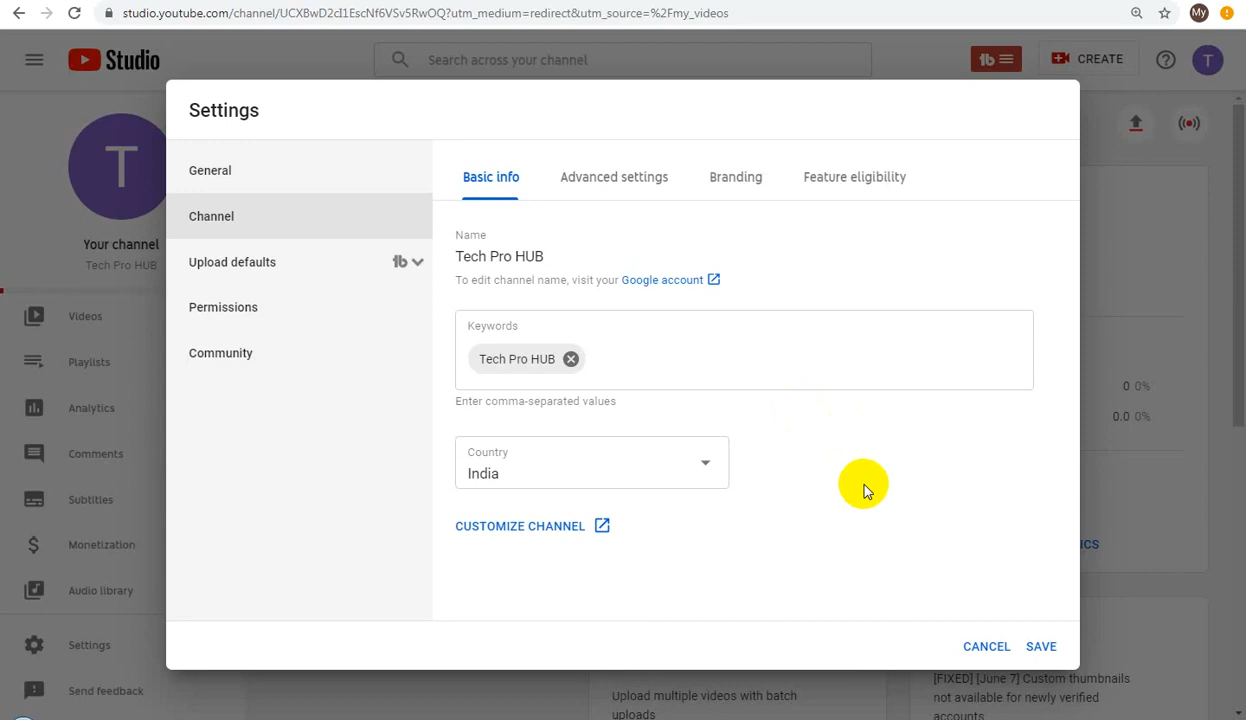 studio.youtube.com/channel/UCXBwD2cI1EscNf6VSv5RwOQ?utm_medium=redirect&utm_source=%2Fmy_videos
My
Studio
Search across your channel
CREATE
T
Settings
T
Your channel
Tech Pro HUB
Videos
Playlists
Analytics
Comments
Subtitles
Monetization
Audio library
Settings
Send feedback
General
Channel
Upload defaults
Permissions
Community
Basic info
Advanced settings
Branding
Feature eligibility
Name
Tech Pro HUB
To edit channel name, visit your Google account
Keywords
Tech Pro HUB
Enter comma-separated values
Country
India
CUSTOMIZE CHANNEL
CANCEL
SAVE
0 0%
0.0 0%
ICS
Upload multiple videos with batch
uploads
[FIXED] [June 7] Custom thumbnails
not available for newly verified
accounts